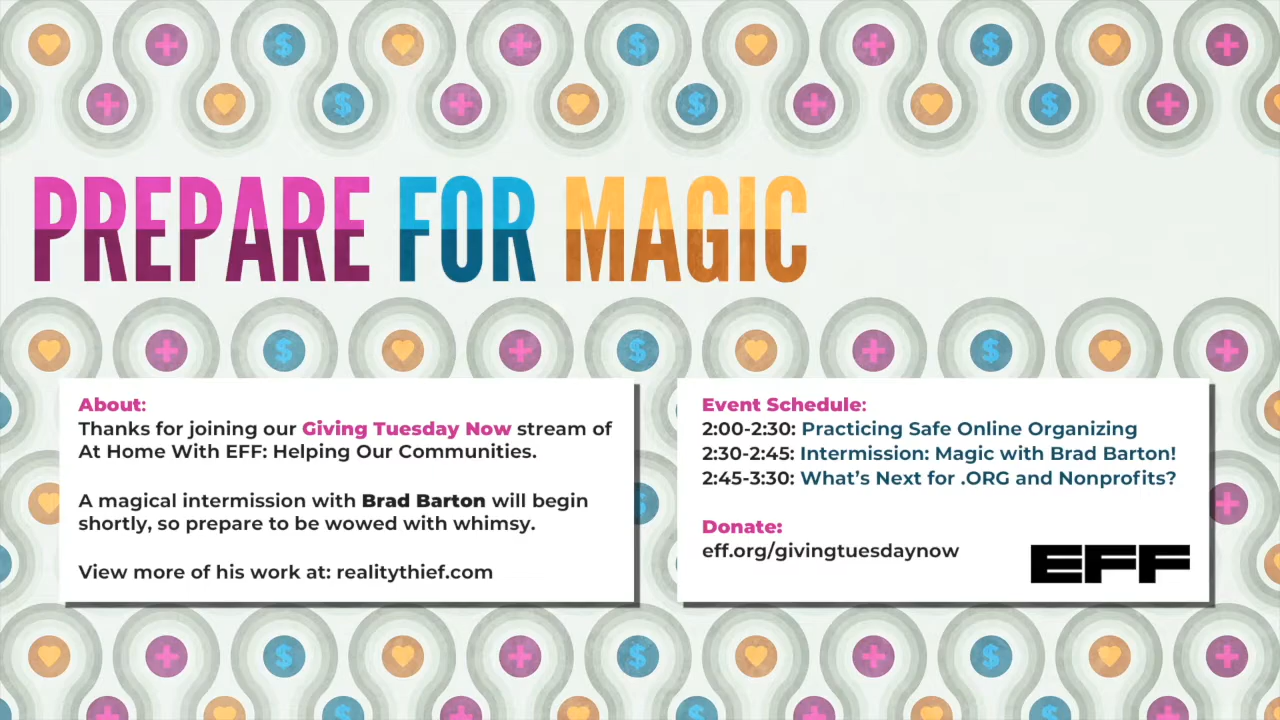 PREPARE FOR MAGIC
About:
Thanks for joining our Giving Tuesday Now stream of
At Home With EFF: Helping Our Communities.
A magical intermission with Brad Barton will begin
shortly, so prepare to be wowed with whimsy.
View more of his work at: realitythief.com
Event Schedule:
2:00-2:30: Practicing Safe Online Organizing
2:30-2:45: Intermission: Magic with Brad Barton!
2:45-3:30: What's Next for .ORG and Nonprofits?
Donate:
eff.org/givingtuesdaynow
EFF